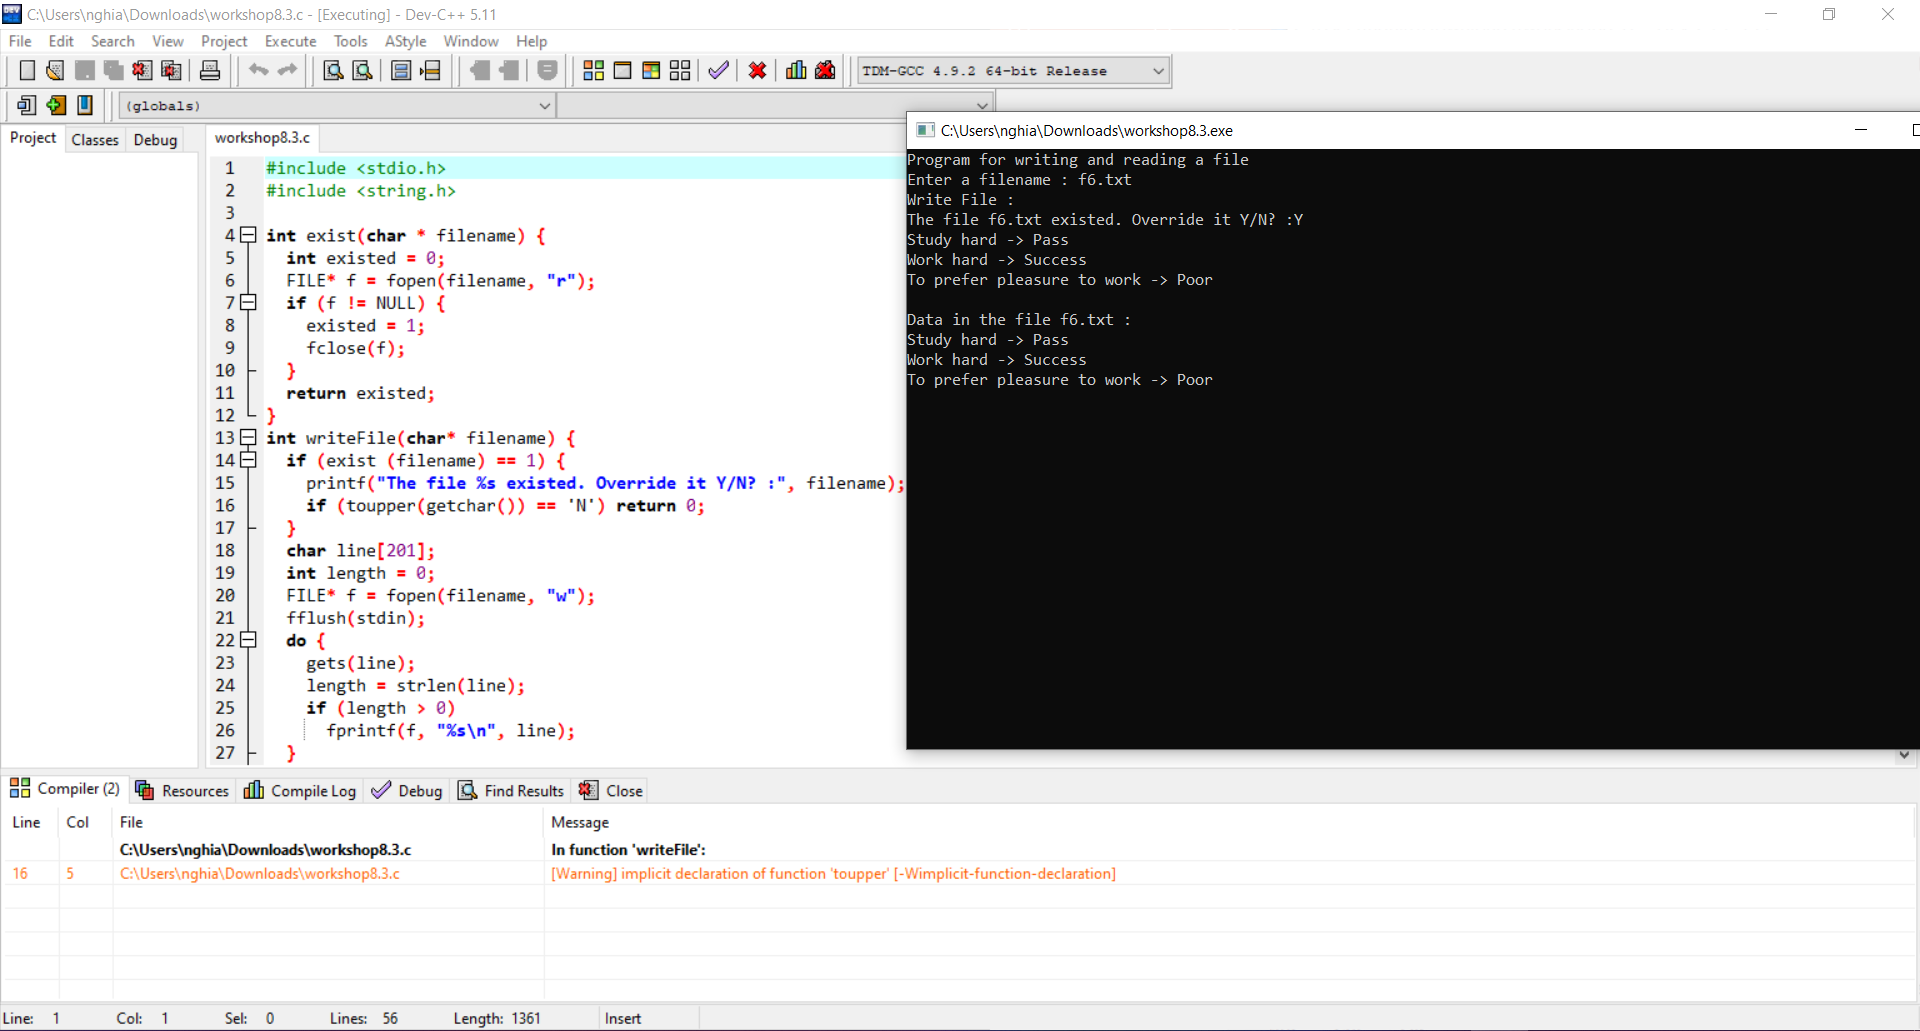 C:\Users\nghia\Downloads\workshop8.3.c - [Executing] - Dev-C++ 5.11
File Edit Search View Project Execute Tools AStyle Window Help
TDM-GCC 4.9.2 64-bit Release
(globals)
Project Classes Debug
workshop8.3.c
1 #include <stdio.h>
2 #include <string.h>
3
4 int exist(char * filename) {
5 int existed = 0;
6 FILE* f = fopen(filename, "r");
7 if (f != NULL) {
8 existed = 1;
9 fclose(f);
10 }
11 return existed;
12 }
13 int writeFile(char* filename) {
14 if (exist (filename) == 1) {
15 printf("The file %s existed. Override it Y/N? :", filename);
16 if (toupper(getchar()) == 'N') return 0;
17 }
18 char line[201];
19 int length = 0;
20 FILE* f = fopen(filename, "w");
21 fflush(stdin);
22 do {
23 gets(line);
24 length = strlen(line);
25 if (length > 0)
26 fprintf(f, "%s\n", line);
27 }
C:\Users\nghia\Downloads\workshop8.3.exe
Program for writing and reading a file
Enter a filename : f6.txt
Write File :
The file f6.txt existed. Override it Y/N? :Y
Study hard -> Pass
Work hard -> Success
To prefer pleasure to work -> Poor
Data in the file f6.txt :
Study hard -> Pass
Work hard -> Success
To prefer pleasure to work -> Poor
Compiler (2) Resources Compile Log Debug Find Results Close
Line Col File Message
C:\Users\nghia\Downloads\workshop8.3.c In function 'writeFile':
16 5 C:\Users\nghia\Downloads\workshop8.3.c [Warning] implicit declaration of function 'toupper' [-Wimplicit-function-declaration]
Line: 1 Col: 1 Sel: 0 Lines: 56 Length: 1361 Insert